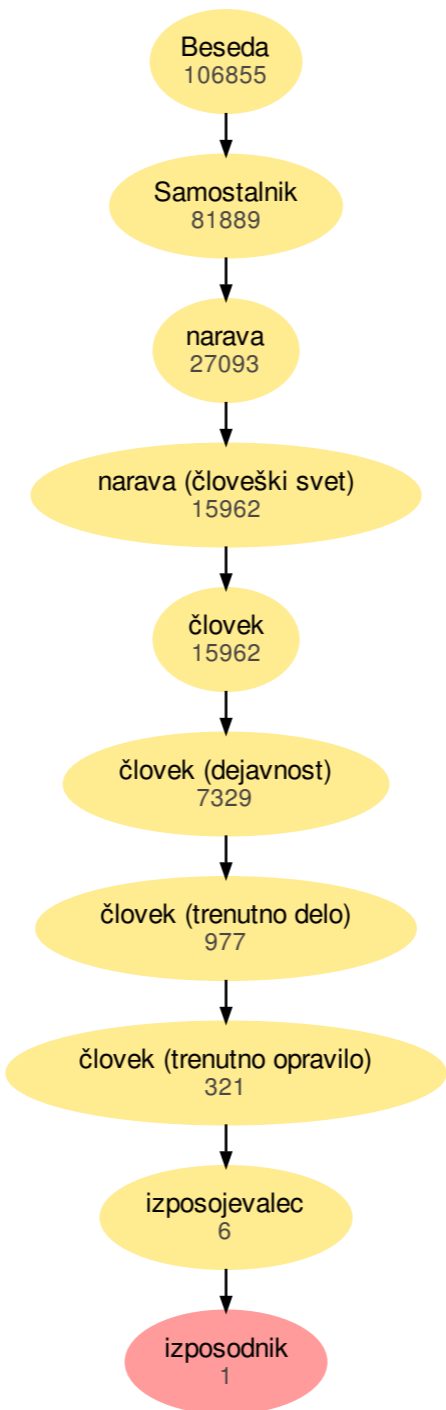 Beseda
106855
Samostalnik
81889
narava
27093
narava (človeški svet)
15962
človek
15962
človek (dejavnost)
7329
človek (trenutno delo)
977
človek (trenutno opravilo)
321
izposojevalec
6
izposodnik
1